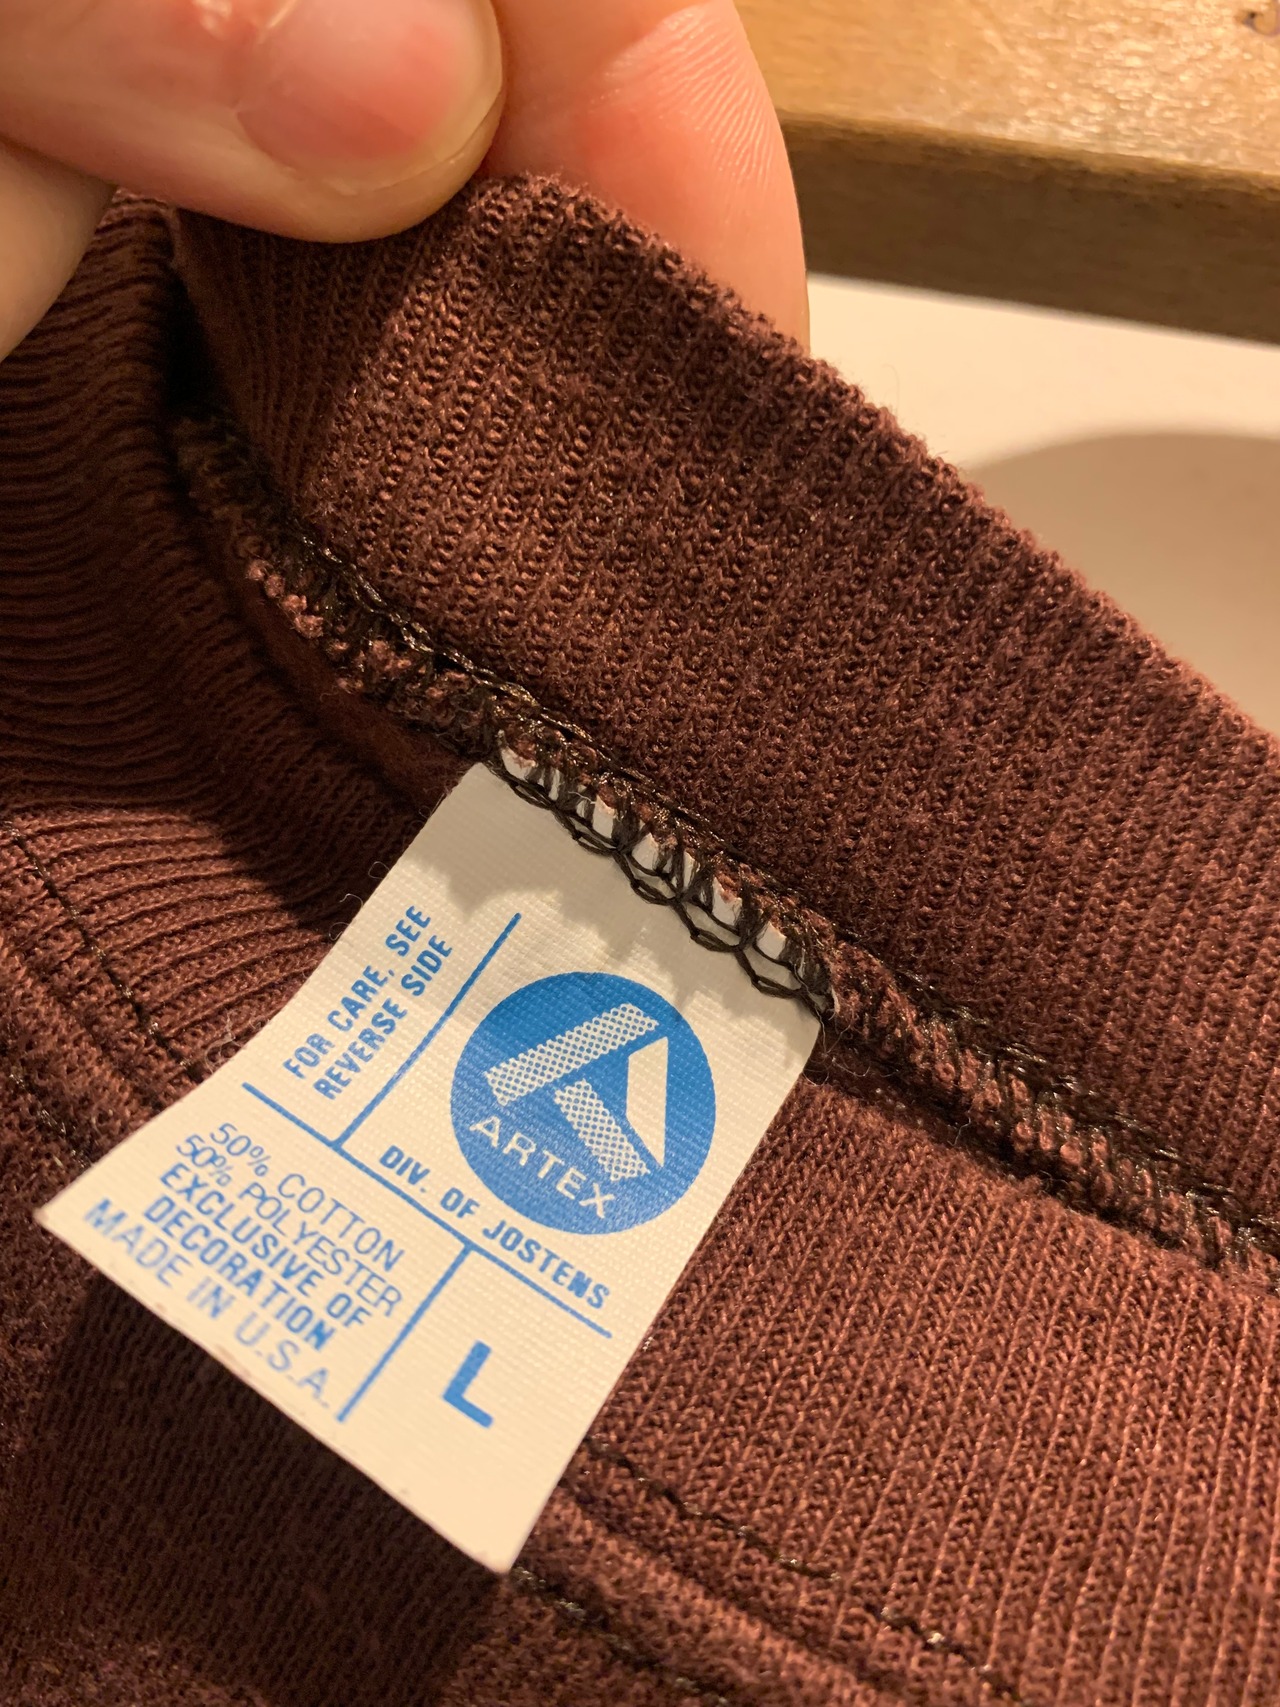 FOR CARE, SEE
REVERSE SIDE
ARTEX
DIV. OF JOSTENS
50% COTTON
50% POLYESTER
EXCLUSIVE OF
DECORATION
MADE IN U.S.A.
L